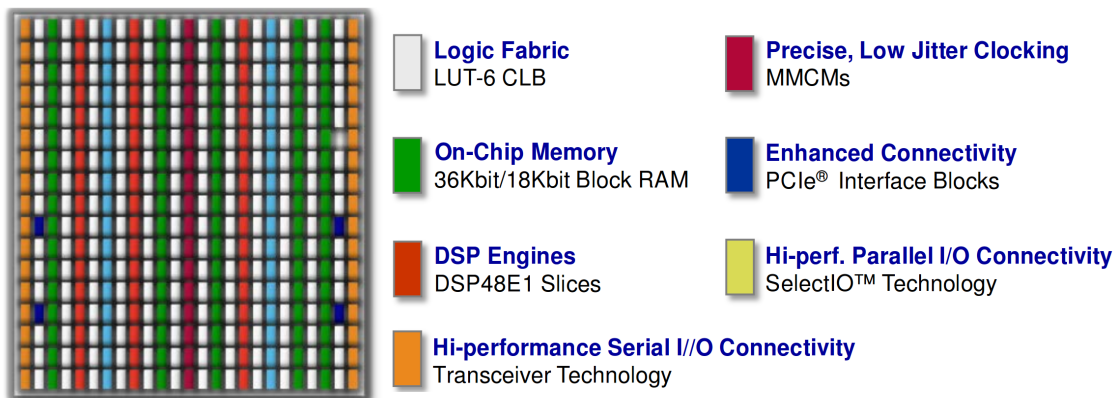 Logic Fabric
LUT-6 CLB
Precise, Low Jitter Clocking
MMCMs
On-Chip Memory
36Kbit/18Kbit Block RAM
Enhanced Connectivity
PCIe® Interface Blocks
DSP Engines
DSP48E1 Slices
Hi-perf. Parallel I/O Connectivity
SelectIO™ Technology
Hi-performance Serial I//O Connectivity
Transceiver Technology